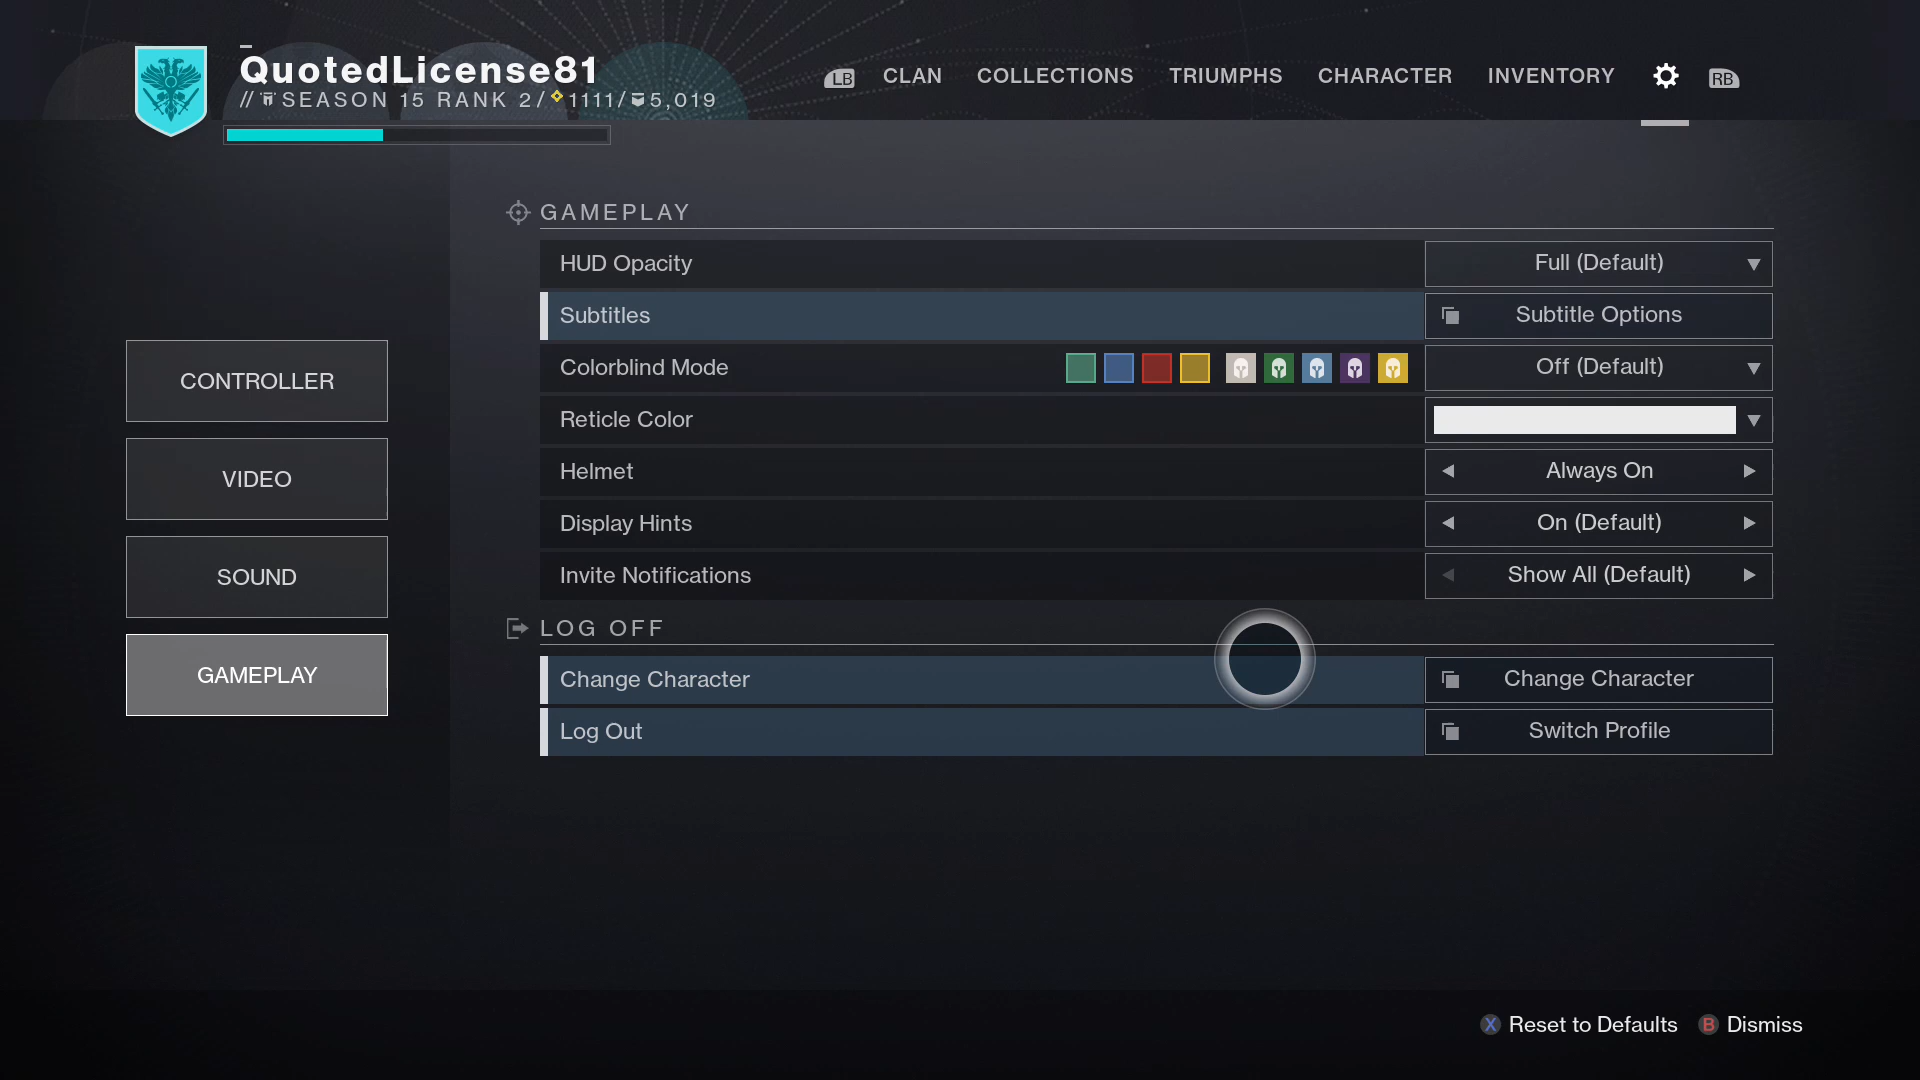 QuotedLicense81
LB CLAN COLLECTIONS TRIUMPHS CHARACTER INVENTORY RB
// SEASON 15 RANK 2/ 1111/ 5,019
GAMEPLAY
HUD Opacity Full (Default)
Subtitles Subtitle Options
Colorblind Mode Off (Default)
Reticle Color
Helmet Always On
Display Hints On (Default)
Invite Notifications Show All (Default)
LOG OFF
Change Character Change Character
Log Out Switch Profile
CONTROLLER
VIDEO
SOUND
GAMEPLAY
X Reset to Defaults B Dismiss